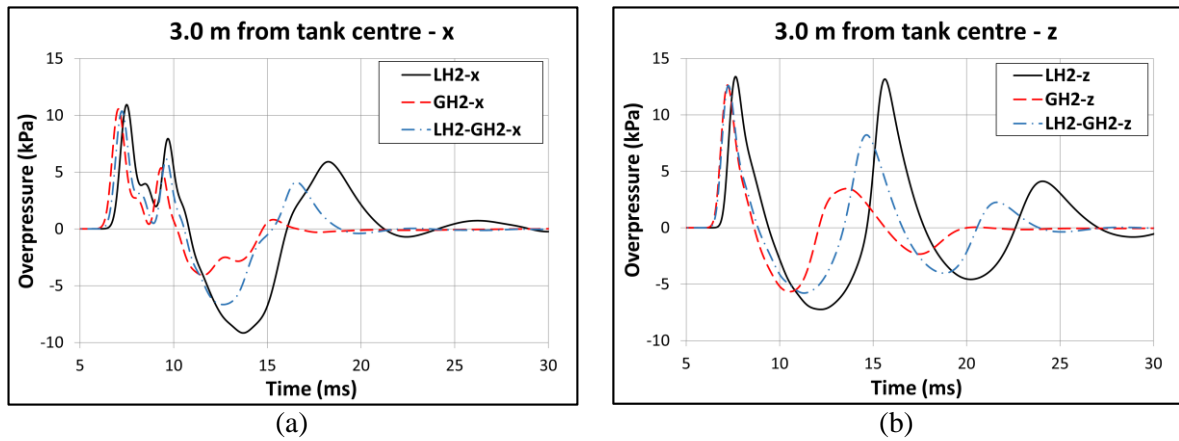 3.0 m from tank centre - x
15
10
5
0
-5
-10
Overpressure (kPa)
LH2-x
GH2-x
LH2-GH2-x
5 10 15 20 25 30
Time (ms)
(a)
3.0 m from tank centre - z
15
10
5
0
-5
-10
Overpressure (kPa)
LH2-z
GH2-z
LH2-GH2-z
5 10 15 20 25 30
Time (ms)
(b)